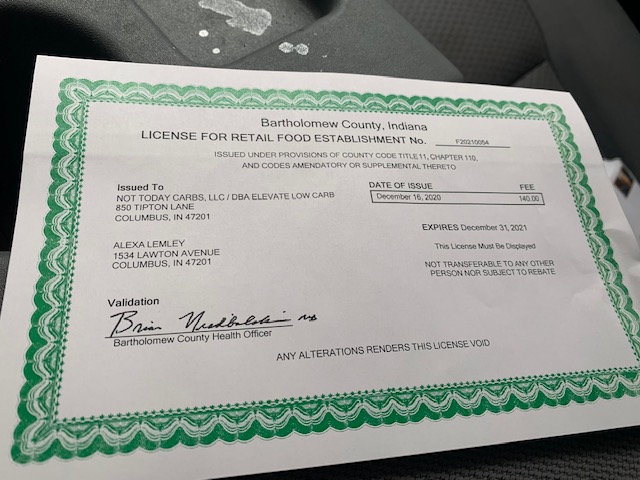 Bartholomew County, Indiana
LICENSE FOR RETAIL FOOD ESTABLISHMENT No. F20210054
ISSUED UNDER PROVISIONS OF COUNTY CODE TITLE 11, CHAPTER 110,
AND CODES AMENDATORY OR SUPPLEMENTAL THERETO
Issued To
NOT TODAY CARBS, LLC / DBA ELEVATE LOW CARB
850 TIPTON LANE
COLUMBUS, IN 47201
DATE OF ISSUE FEE
December 16, 2020 140.00
EXPIRES December 31, 2021
ALEXA LEMLEY
1534 LAWTON AVENUE
COLUMBUS, IN 47201
This License Must Be Displayed
NOT TRANSFERABLE TO ANY OTHER
PERSON NOR SUBJECT TO REBATE
Validation
Brian
Bartholomew County Health Officer
ANY ALTERATIONS RENDERS THIS LICENSE VOID